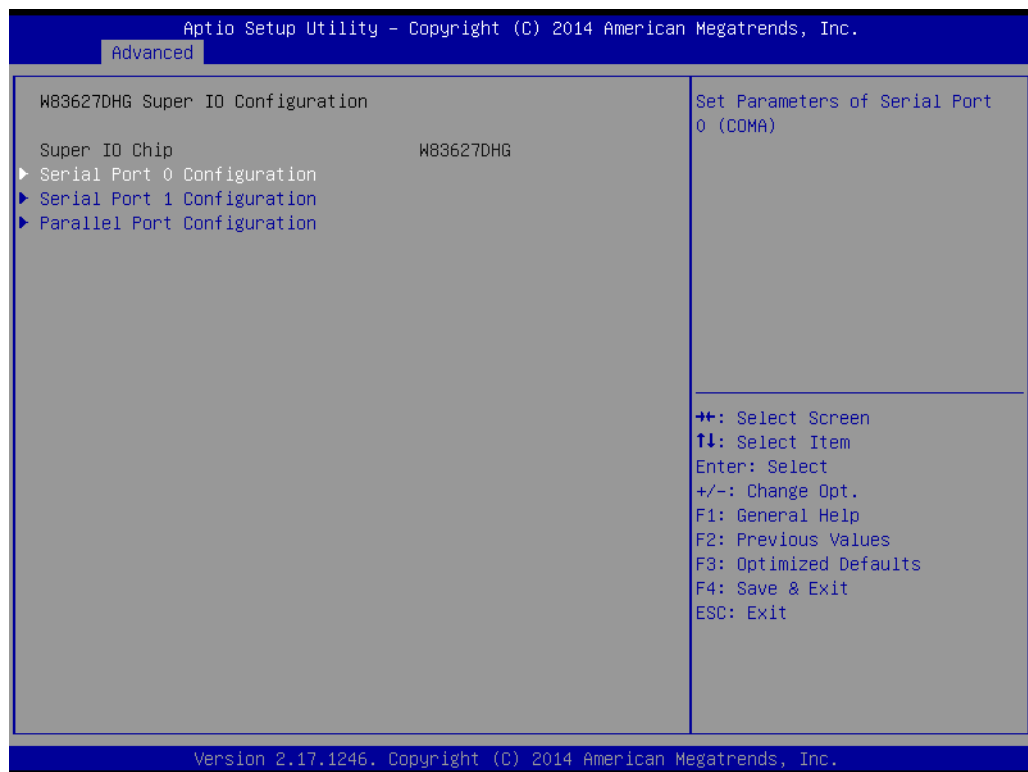 Aptio Setup Utility – Copyright (C) 2014 American Megatrends, Inc.
Advanced
W83627DHG Super IO Configuration
Super IO Chip W83627DHG
Serial Port 0 Configuration
Serial Port 1 Configuration
Parallel Port Configuration
Set Parameters of Serial Port
0 (COMA)
→←: Select Screen
↑↓: Select Item
Enter: Select
+/-: Change Opt.
F1: General Help
F2: Previous Values
F3: Optimized Defaults
F4: Save & Exit
ESC: Exit
Version 2.17.1246. Copyright (C) 2014 American Megatrends, Inc.